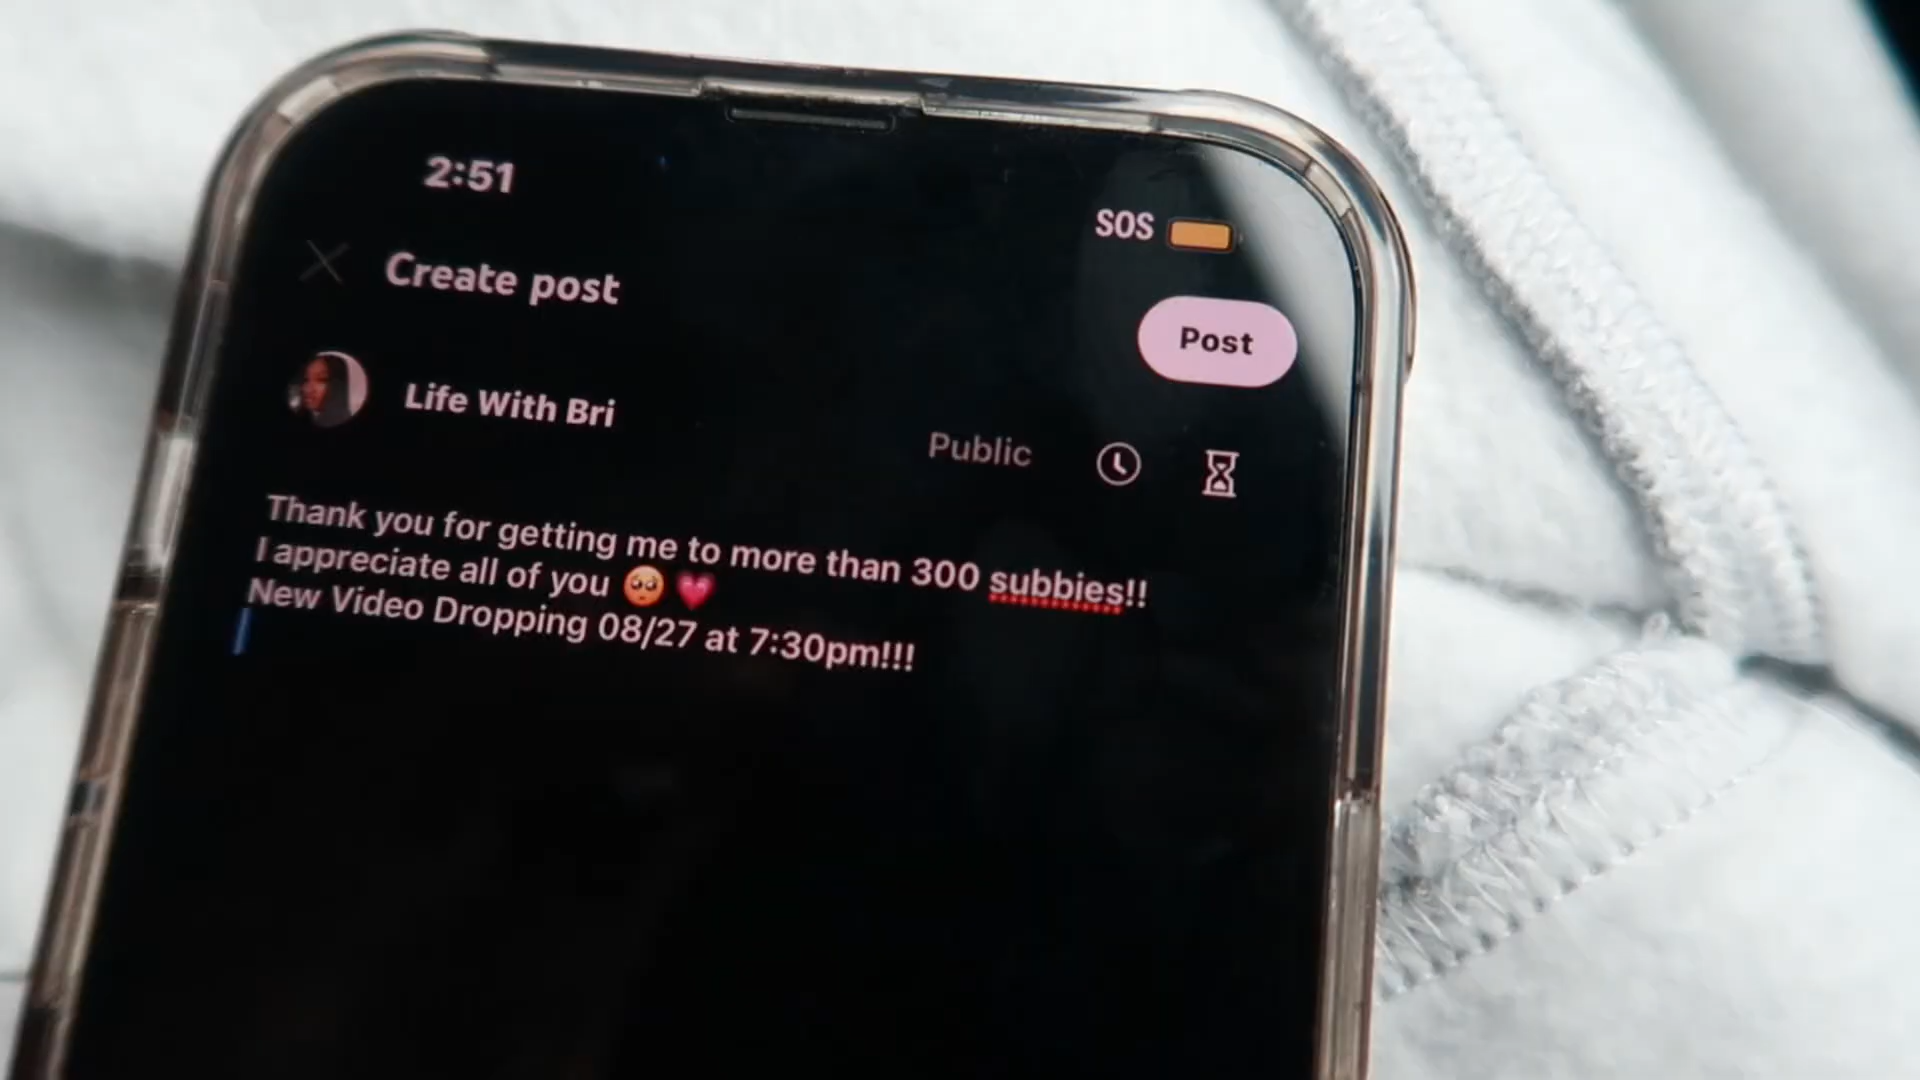 2:51
SOS
Create post
Post
Life With Bri
Public
Thank you for getting me to more than 300 subbies!!
I appreciate all of you 🥺 💗
New Video Dropping 08/27 at 7:30pm!!!